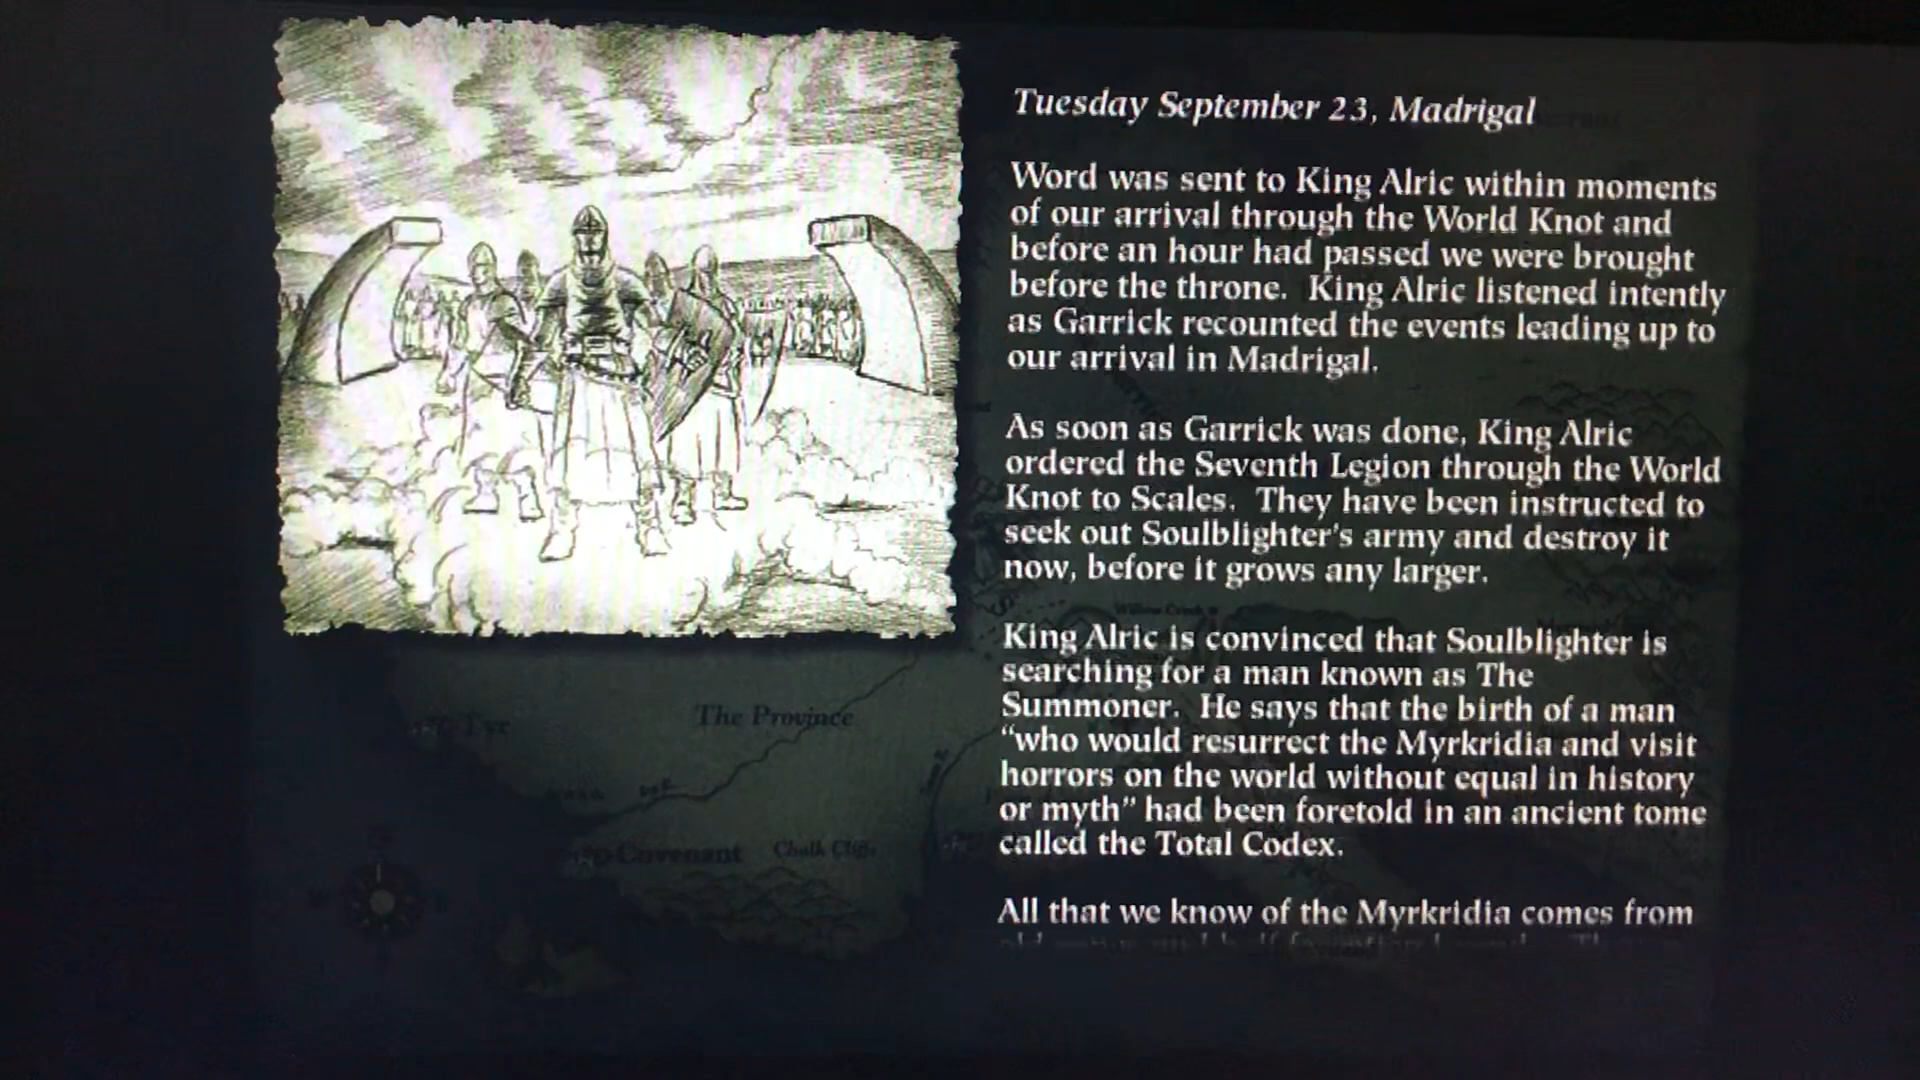 Tuesday September 23, Madrigal
Word was sent to King Alric within moments
of our arrival through the World Knot and
before an hour had passed we were brought
before the throne. King Alric listened intently
as Garrick recounted the events leading up to
our arrival in Madrigal.
As soon as Garrick was done, King Alric
ordered the Seventh Legion through the World
Knot to Scales. They have been instructed to
seek out Soulblighter's army and destroy it
now, before it grows any larger.
King Alric is convinced that Soulblighter is
searching for a man known as The
Summoner. He says that the birth of a man
“who would resurrect the Myrkridia and visit
horrors on the world without equal in history
or myth” had been foretold in an ancient tome
called the Total Codex.
All that we know of the Myrkridia comes from
Willow Creek
The Province
Covenant
Chalk Cliffs